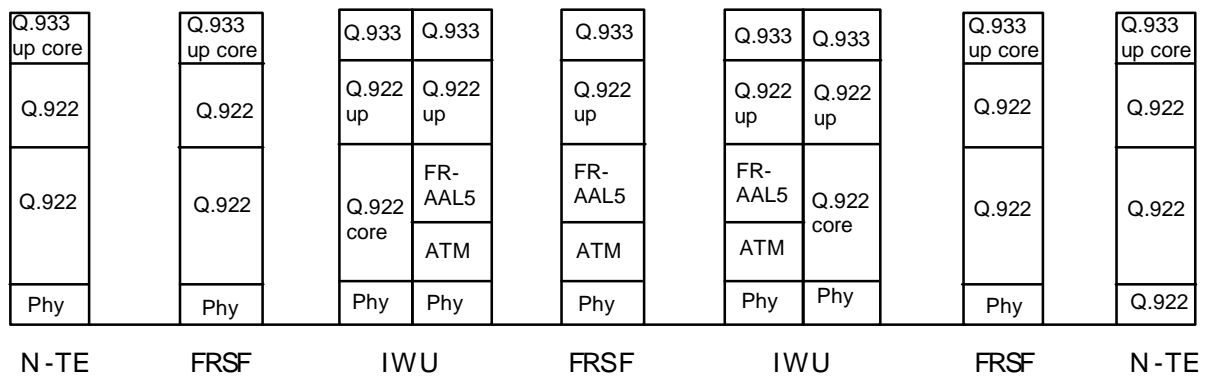 Q.933
up core
Q.922
Q.922
Phy
N-TE
Q.933
up core
Q.922
Q.922
Phy
FRSF
Q.933
Q.922
up
Q.922
core
Phy
Q.933
Q.922
up
FR-
AAL5
ATM
Phy
IWU
Q.933
Q.922
up
FR-
AAL5
ATM
Phy
FRSF
Q.933
Q.922
up
FR-
AAL5
ATM
Phy
Q.933
Q.922
up
Q.922
core
Phy
IWU
Q.933
up core
Q.922
Q.922
Phy
FRSF
Q.933
up core
Q.922
Q.922
Q.922
N-TE